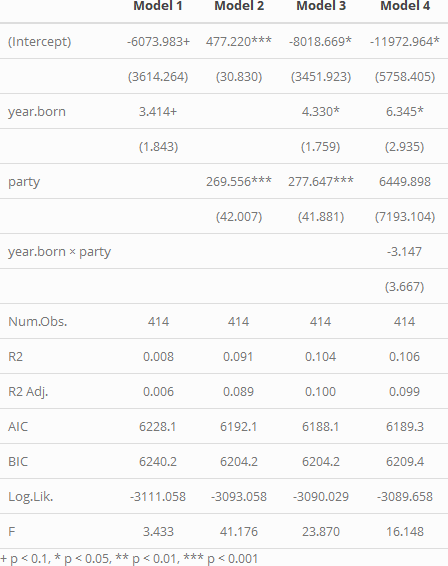 Model 1 Model 2 Model 3 Model 4
(Intercept) -6073.983+ 477.220*** -8018.669* -11972.964*
(3614.264) (30.830) (3451.923) (5758.405)
year.born 3.414+ 4.330* 6.345*
(1.843) (1.759) (2.935)
party 269.556*** 277.647*** 6449.898
(42.007) (41.881) (7193.104)
year.born × party -3.147
(3.667)
Num.Obs. 414 414 414 414
R2 0.008 0.091 0.104 0.106
R2 Adj. 0.006 0.089 0.100 0.099
AIC 6228.1 6192.1 6188.1 6189.3
BIC 6240.2 6204.2 6204.2 6209.4
Log.Lik. -3111.058 -3093.058 -3090.029 -3089.658
F 3.433 41.176 23.870 16.148
+ p < 0.1, * p < 0.05, ** p < 0.01, *** p < 0.001